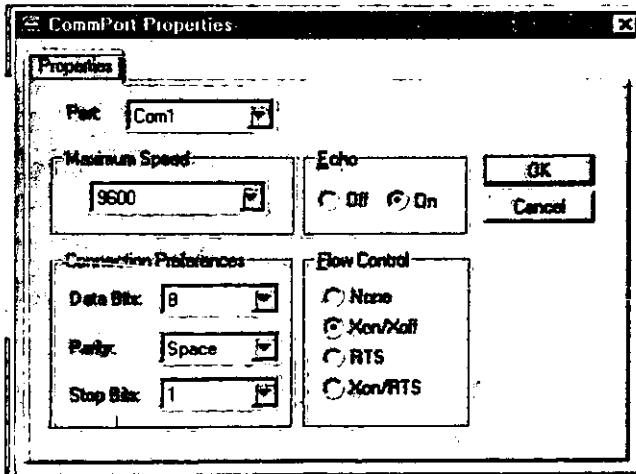 CommPort Properties
Properties
Port: Com1
Maximum Speed
9600
Echo
Off On
OK
Cancel
Connection Preferences
Data Bits: 8
Parity: Space
Stop Bits: 1
Flow Control
None
Xon/Xoff
RTS
Xon/RTS